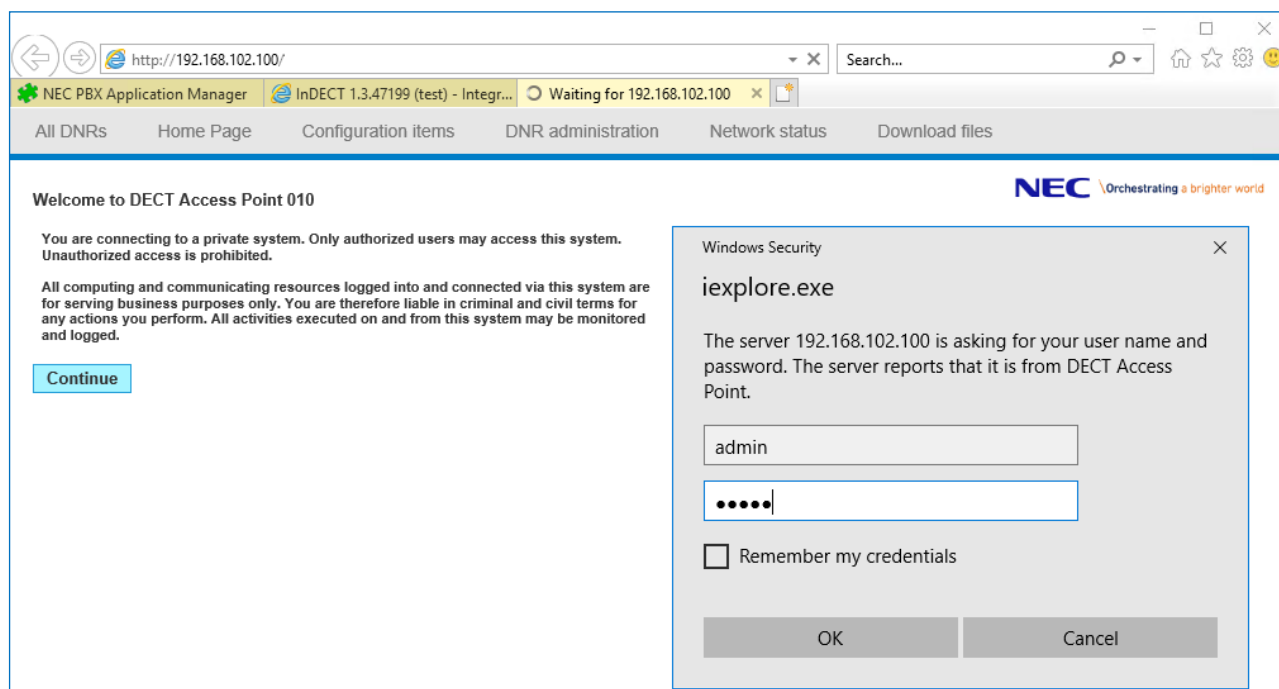 http://192.168.102.100/
Search...
NEC PBX Application Manager
InDECT 1.3.47199 (test) - Integr...
Waiting for 192.168.102.100
All DNRs Home Page Configuration items DNR administration Network status Download files
NEC \Orchestrating a brighter world
Welcome to DECT Access Point 010
You are connecting to a private system. Only authorized users may access this system.
Unauthorized access is prohibited.
All computing and communicating resources logged into and connected via this system are
for serving business purposes only. You are therefore liable in criminal and civil terms for
any actions you perform. All activities executed on and from this system may be monitored
and logged.
Continue
Windows Security
iexplore.exe
The server 192.168.102.100 is asking for your user name and
password. The server reports that it is from DECT Access
Point.
admin
•••••
Remember my credentials
OK Cancel